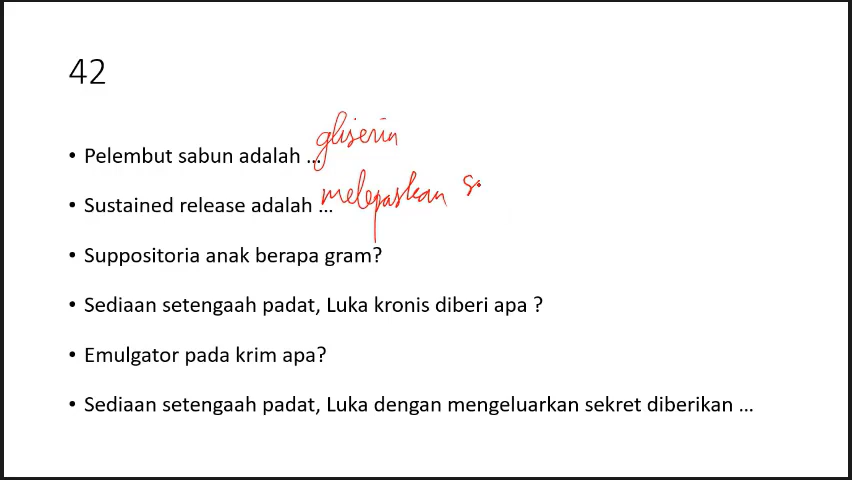 42
• Pelembut sabun adalah ... gliserin
• Sustained release adalah ... melepaskan s
• Suppositoria anak berapa gram?
• Sediaan setengaah padat, Luka kronis diberi apa ?
• Emulgator pada krim apa?
• Sediaan setengaah padat, Luka dengan mengeluarkan sekret diberikan ...